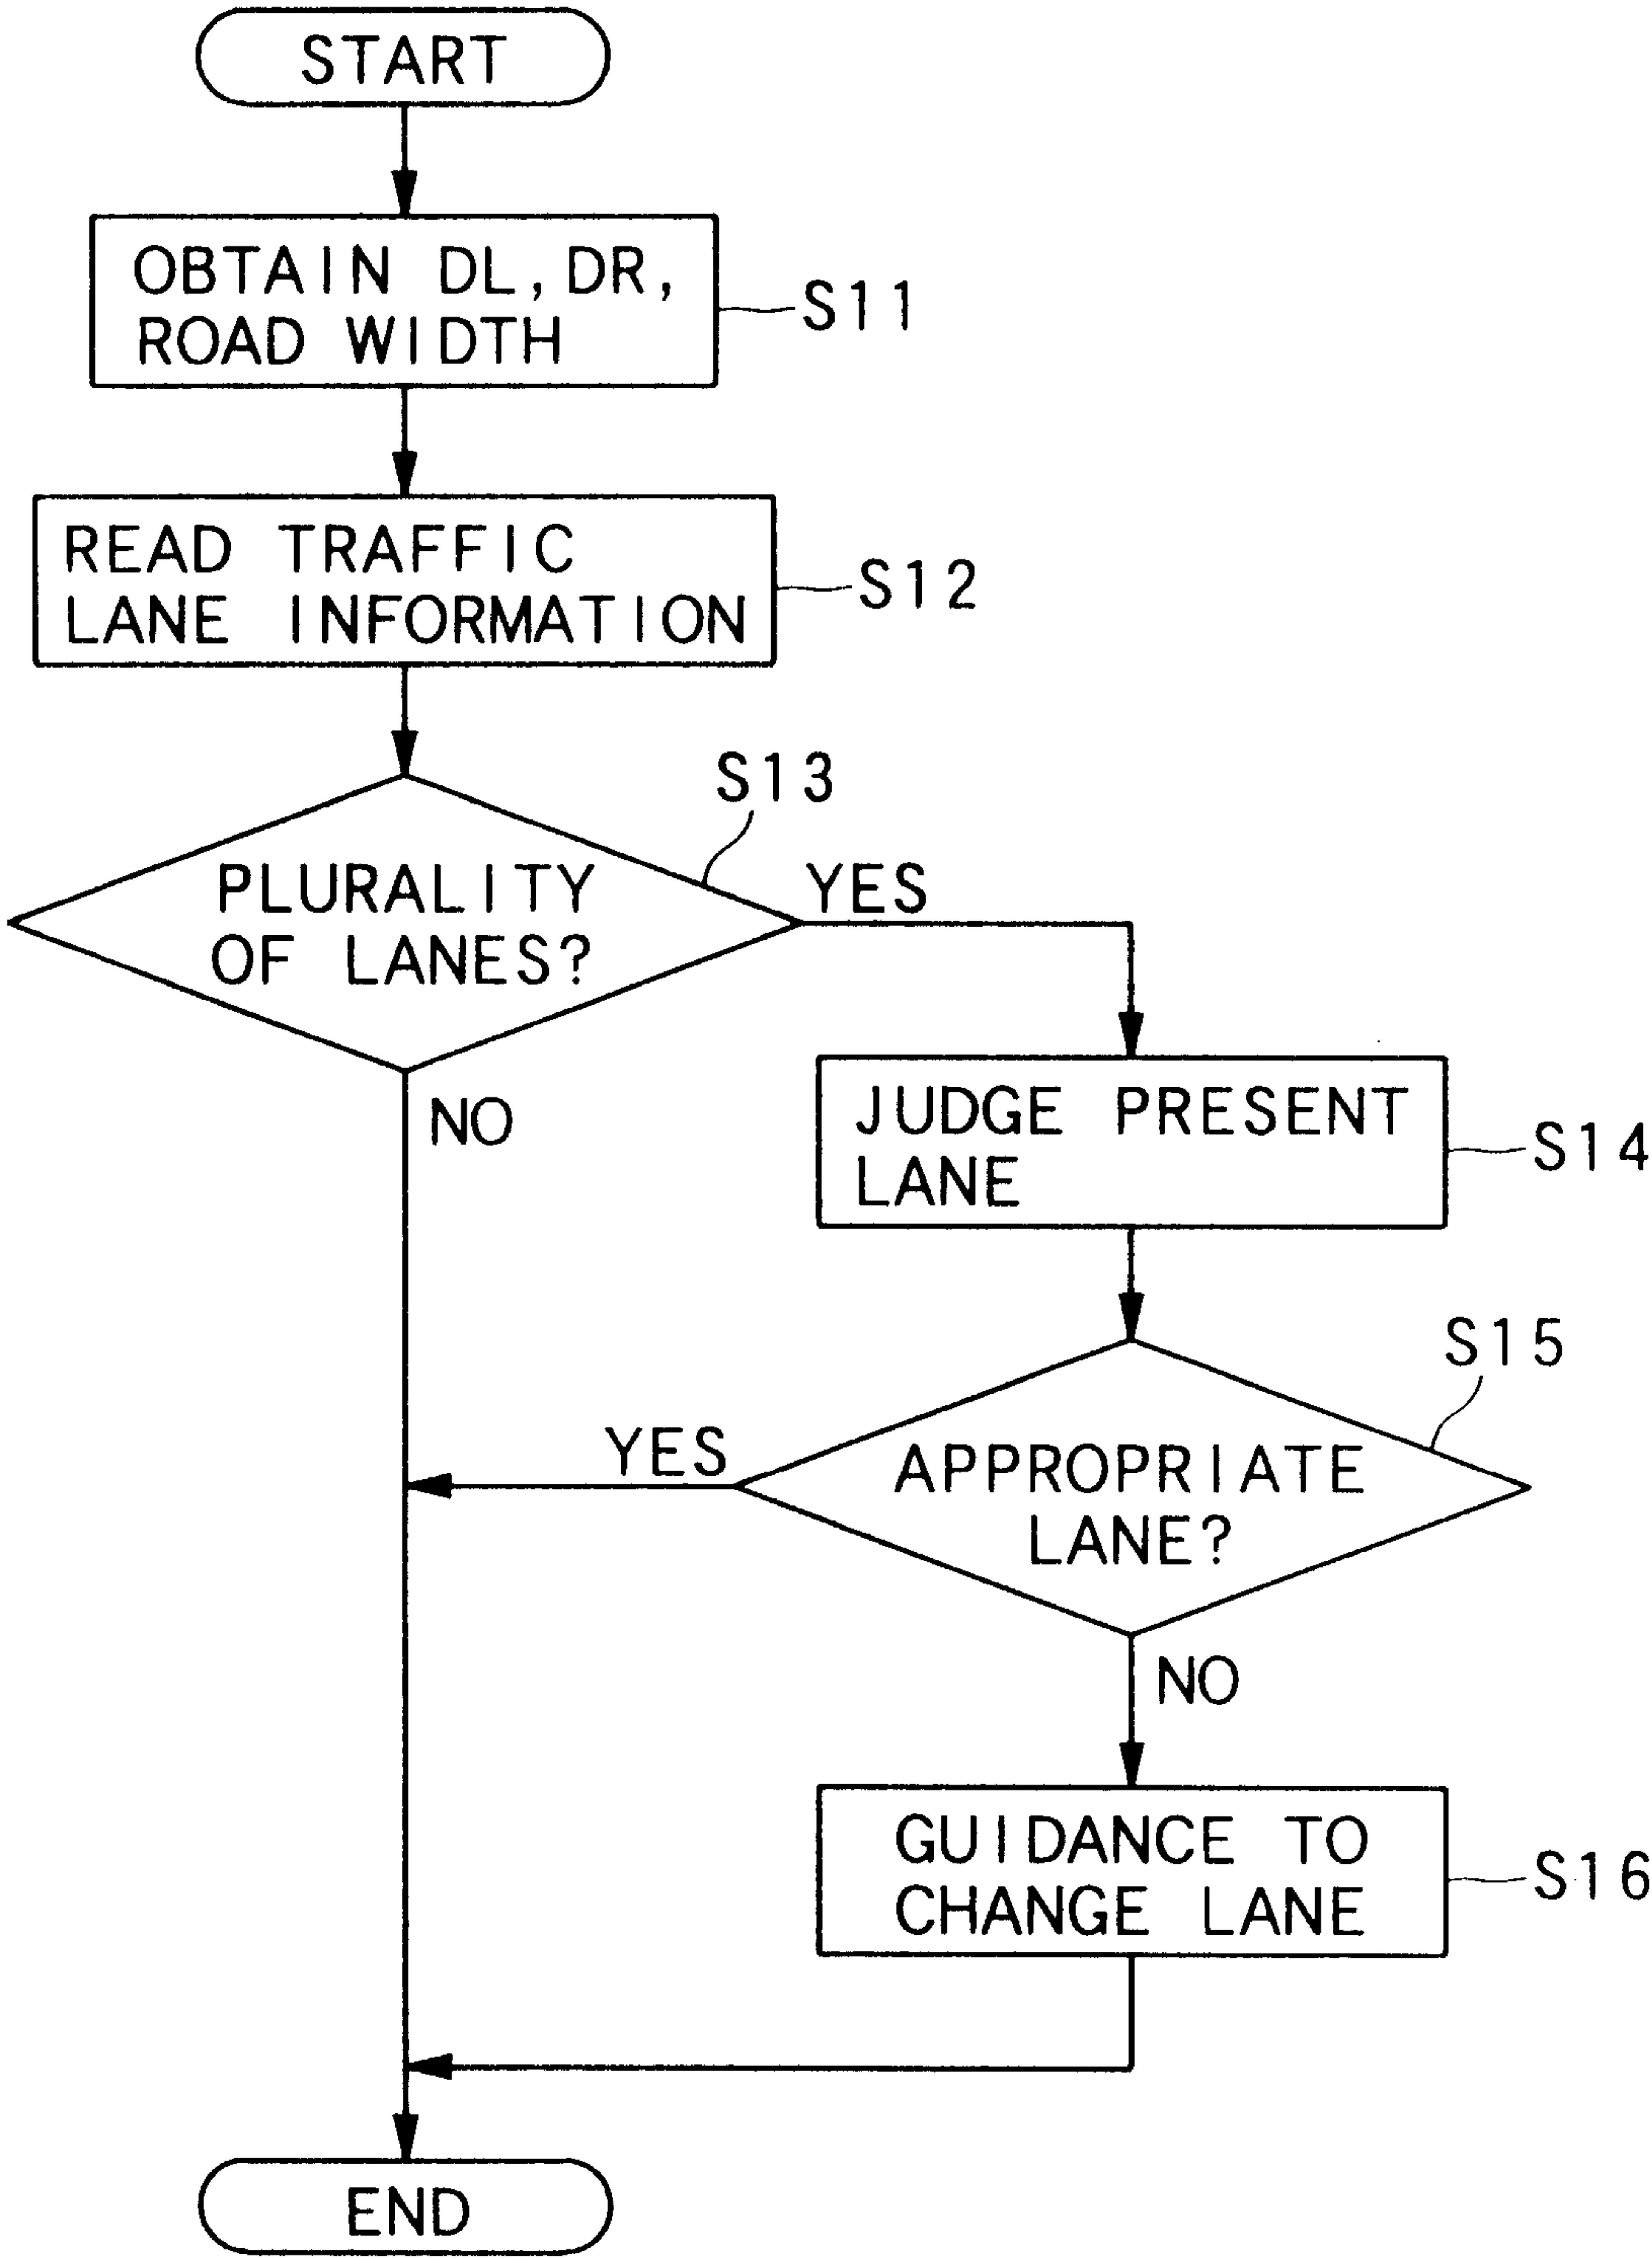 START
OBTAIN DL, DR,
ROAD WIDTH
S11
READ TRAFFIC
LANE INFORMATION
S12
S13
PLURALITY
OF LANES?
YES
NO
JUDGE PRESENT
LANE
S14
S15
YES
APPROPRIATE
LANE?
NO
GUIDANCE TO
CHANGE LANE
S16
END